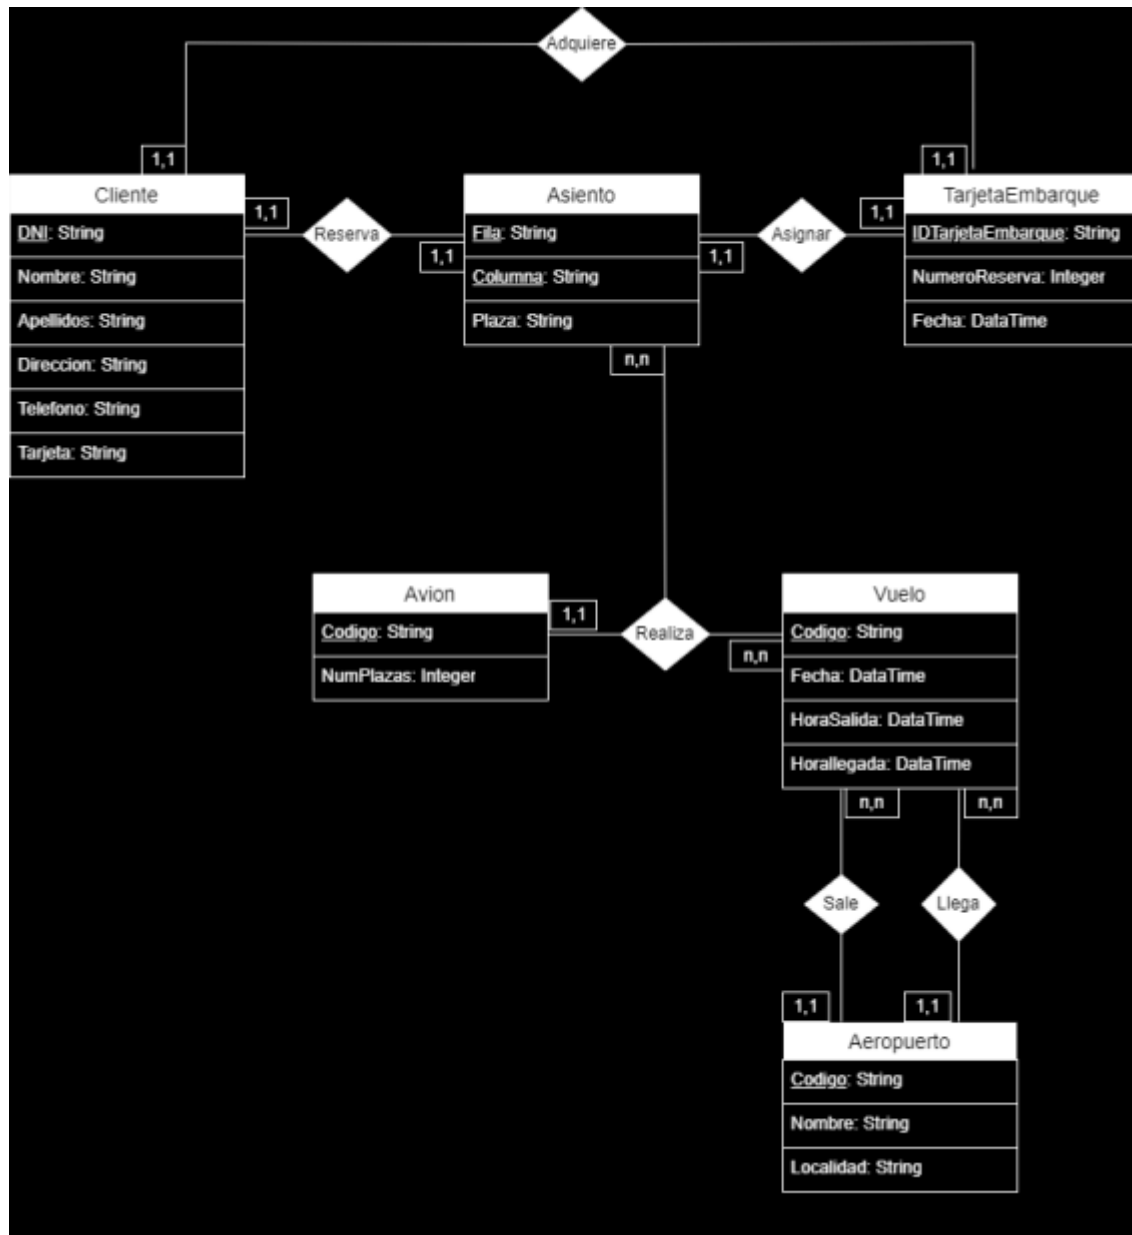 Adquiere
1,1
1,1
Cliente
DNI: String
Nombre: String
Apellidos: String
Direccion: String
Telefono: String
Tarjeta: String
1,1
Reserva
1,1
Asiento
Fila: String
Columna: String
Plaza: String
1,1
Asignar
1,1
TarjetaEmbarque
IDTarjetaEmbarque: String
NumeroReserva: Integer
Fecha: DataTime
n,n
Avion
Codigo: String
NumPlazas: Integer
1,1
Realiza
n,n
Vuelo
Codigo: String
Fecha: DataTime
HoraSalida: DataTime
Horallegada: DataTime
n,n
n,n
Sale
Llega
1,1
1,1
Aeropuerto
Codigo: String
Nombre: String
Localidad: String